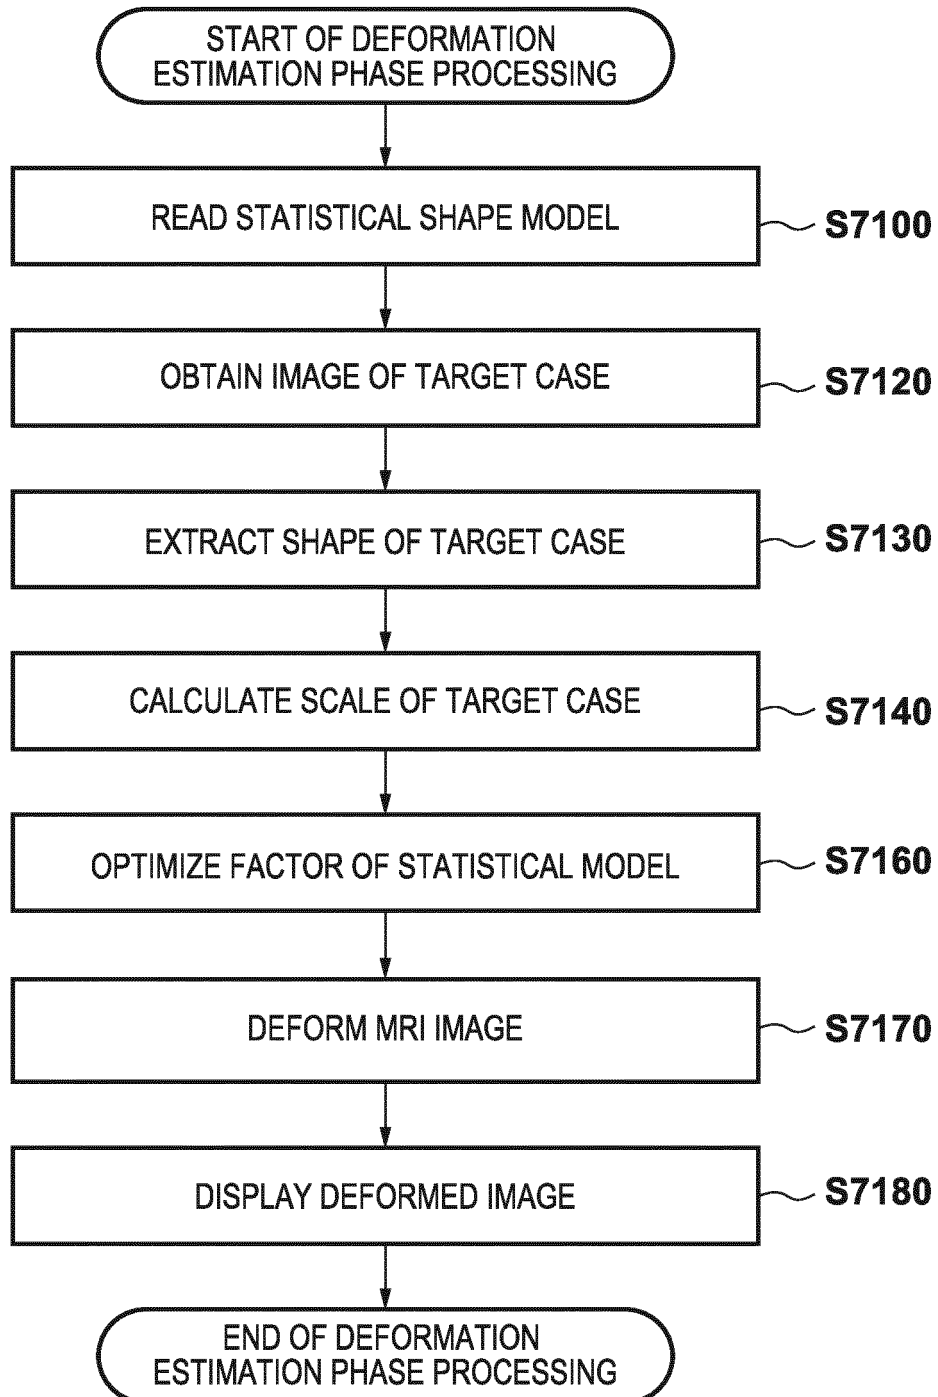 START OF DEFORMATION
ESTIMATION PHASE PROCESSING
READ STATISTICAL SHAPE MODEL
S7100
OBTAIN IMAGE OF TARGET CASE
S7120
EXTRACT SHAPE OF TARGET CASE
S7130
CALCULATE SCALE OF TARGET CASE
S7140
OPTIMIZE FACTOR OF STATISTICAL MODEL
S7160
DEFORM MRI IMAGE
S7170
DISPLAY DEFORMED IMAGE
S7180
END OF DEFORMATION
ESTIMATION PHASE PROCESSING